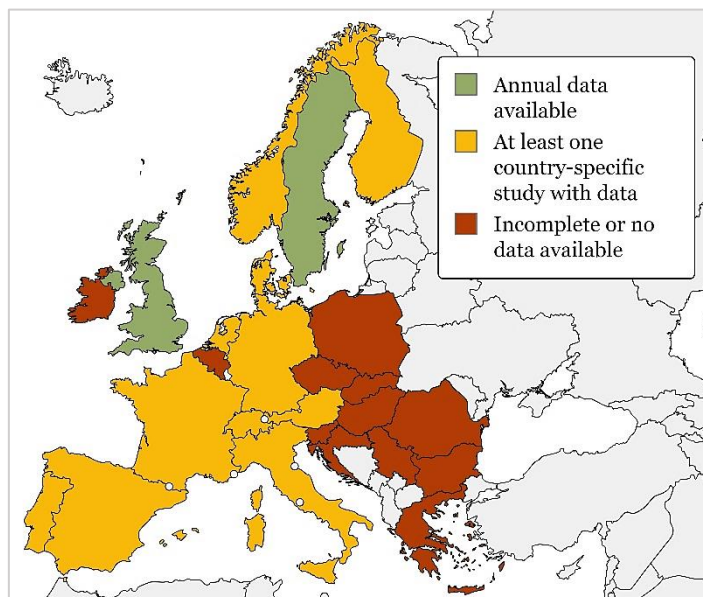 Annual data
available
At least one
country-specific
study with data
Incomplete or no
data available